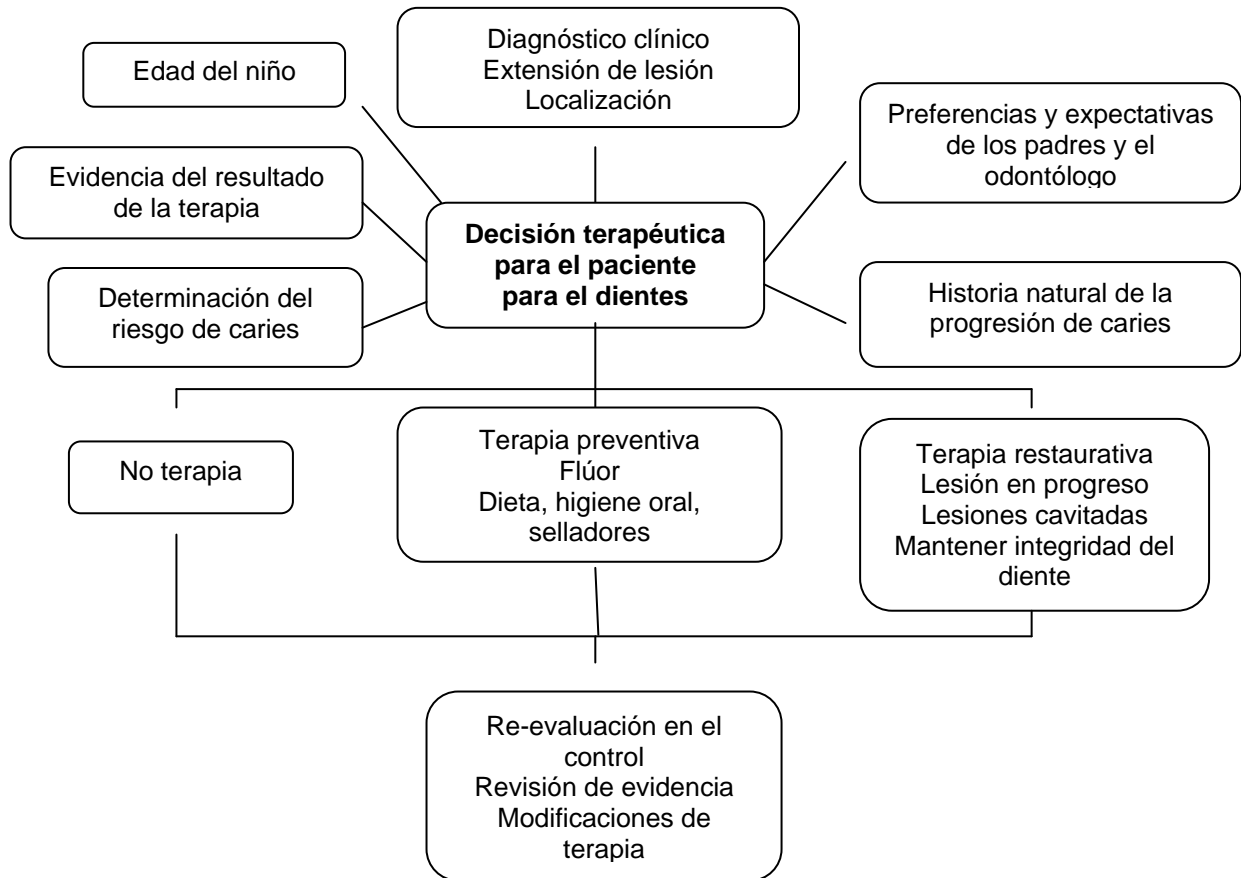 Edad del niño
Diagnóstico clínico
Extensión de lesión
Localización
Preferencias y expectativas
de los padres y el
odontólogo
Evidencia del resultado
de la terapia
Decisión terapéutica
para el paciente
para el dientes
Determinación del
riesgo de caries
Historia natural de la
progresión de caries
No terapia
Terapia preventiva
Flúor
Dieta, higiene oral,
selladores
Terapia restaurativa
Lesión en progreso
Lesiones cavitadas
Mantener integridad del
diente
Re-evaluación en el
control
Revisión de evidencia
Modificaciones de
terapia